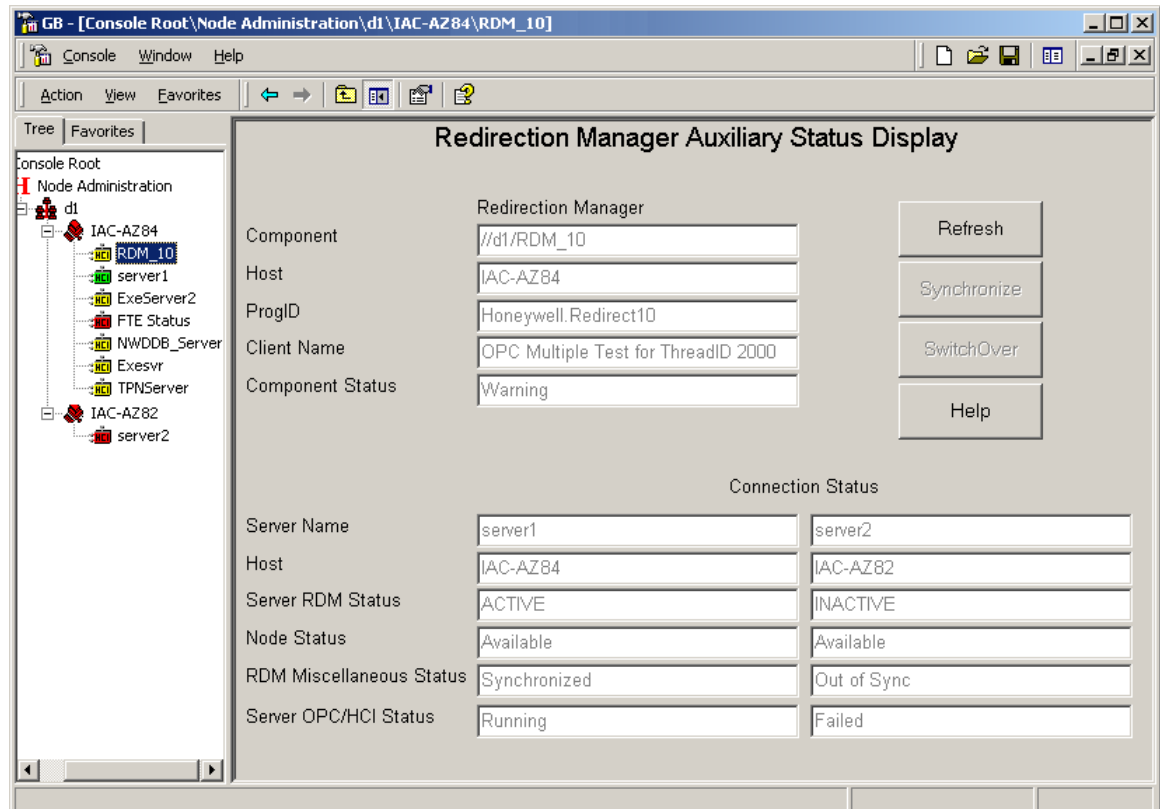 GB - [Console Root\Node Administration\d1\IAC-AZ84\RDM_10]
Console Window Help
Action View Favorites
Tree Favorites
Console Root
Node Administration
d1
IAC-AZ84
RDM_10
server1
ExeServer2
FTE Status
NWDDB_Server
Exesvr
TPNServer
IAC-AZ82
server2
Redirection Manager Auxiliary Status Display
Redirection Manager
Component //d1/RDM_10
Host IAC-AZ84
ProgID Honeywell.Redirect10
Client Name OPC Multiple Test for ThreadID 2000
Component Status Warning
Refresh
Synchronize
SwitchOver
Help
Connection Status
Server Name server1 server2
Host IAC-AZ84 IAC-AZ82
Server RDM Status ACTIVE INACTIVE
Node Status Available Available
RDM Miscellaneous Status Synchronized Out of Sync
Server OPC/HCI Status Running Failed